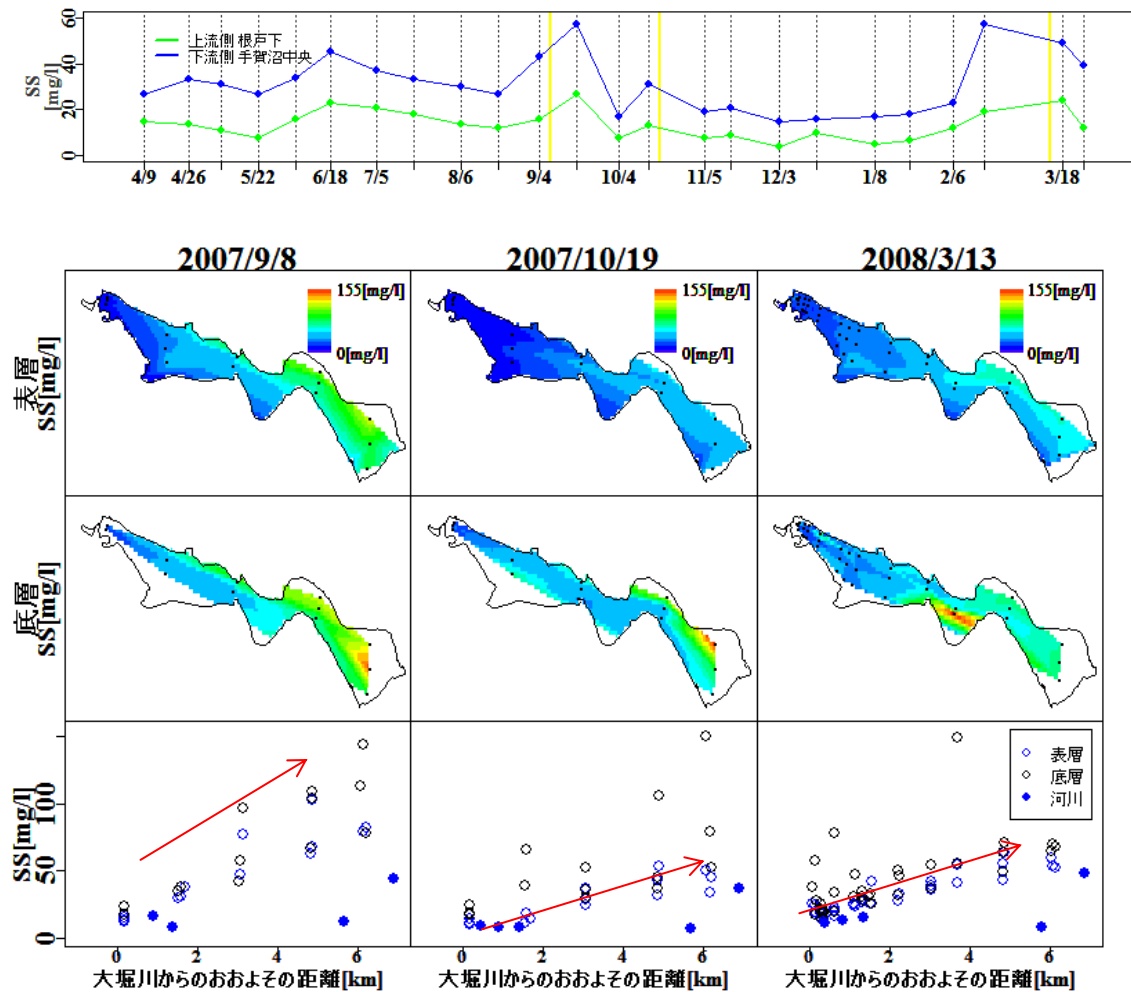 60
40
20
0
SS
[mg/l]
上流側 根戸下
下流側 手賀沼中央
4/9 4/26 5/22 6/18 7/5 8/6 9/4 10/4 11/5 12/3 1/8 2/6 3/18
2007/9/8 2007/10/19 2008/3/13
表層
SS[mg/l]
155[mg/l] 155[mg/l] 155[mg/l]
0[mg/l] 0[mg/l] 0[mg/l]
底層
SS[mg/l]
SS[mg/l]
100
50
0
表層
底層
河川
0 2 4 6 0 2 4 6 0 2 4 6
大堀川からのおおよその距離[km] 大堀川からのおおよその距離[km] 大堀川からのおおよその距離[km]